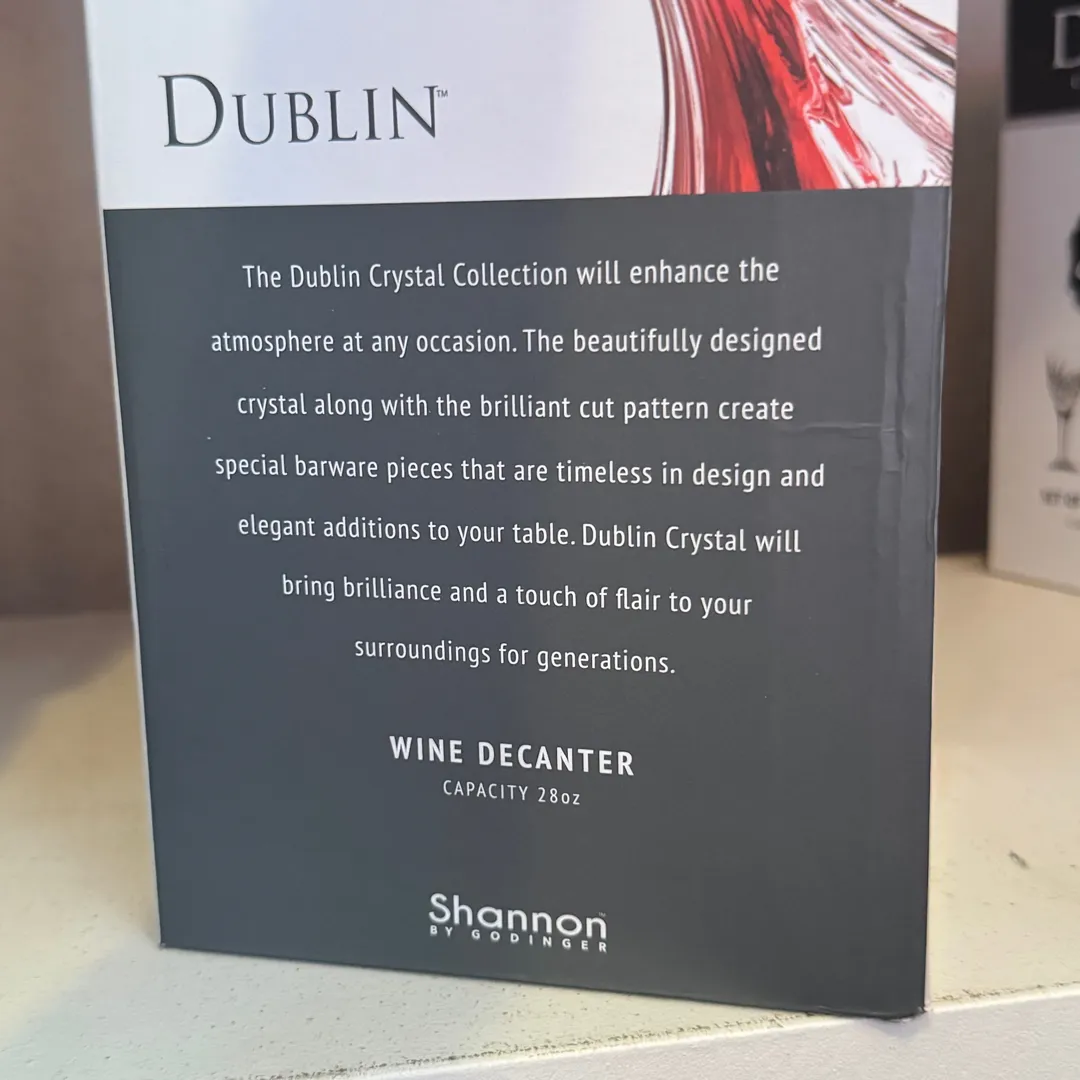 DUBLIN™
The Dublin Crystal Collection will enhance the
atmosphere at any occasion. The beautifully designed
crystal along with the brilliant cut pattern create
special barware pieces that are timeless in design and
elegant additions to your table. Dublin Crystal will
bring brilliance and a touch of flair to your
surroundings for generations.
WINE DECANTER
CAPACITY 28oz
Shannon™
BY GODINGER